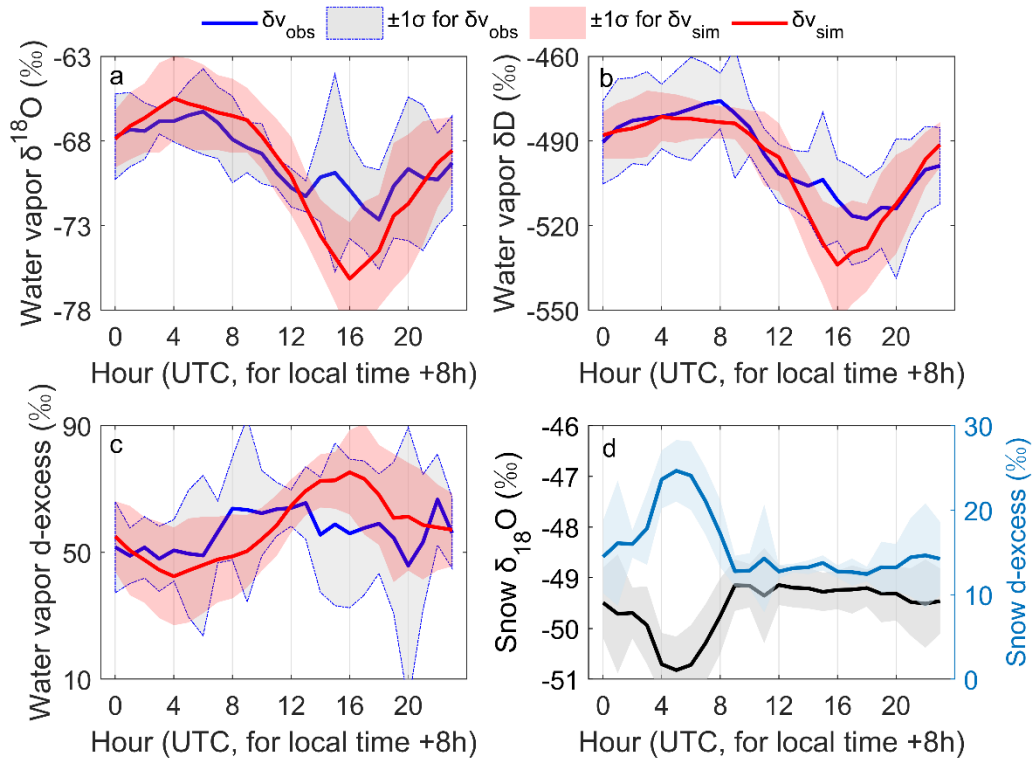 δv_obs ±1σ for δv_obs ±1σ for δv_sim δv_sim
a
Water vapor δ¹⁸O (‰)
-63
-68
-73
-78
0 4 8 12 16 20
Hour (UTC, for local time +8h)
b
Water vapor δD (‰)
-460
-490
-520
-550
0 4 8 12 16 20
Hour (UTC, for local time +8h)
c
Water vapor d-excess (‰)
90
50
10
0 4 8 12 16 20
Hour (UTC, for local time +8h)
d
Snow δ₁₈O (‰)
-46
-47
-48
-49
-50
-51
30
20
10
0
Snow d-excess (‰)
0 4 8 12 16 20
Hour (UTC, for local time +8h)